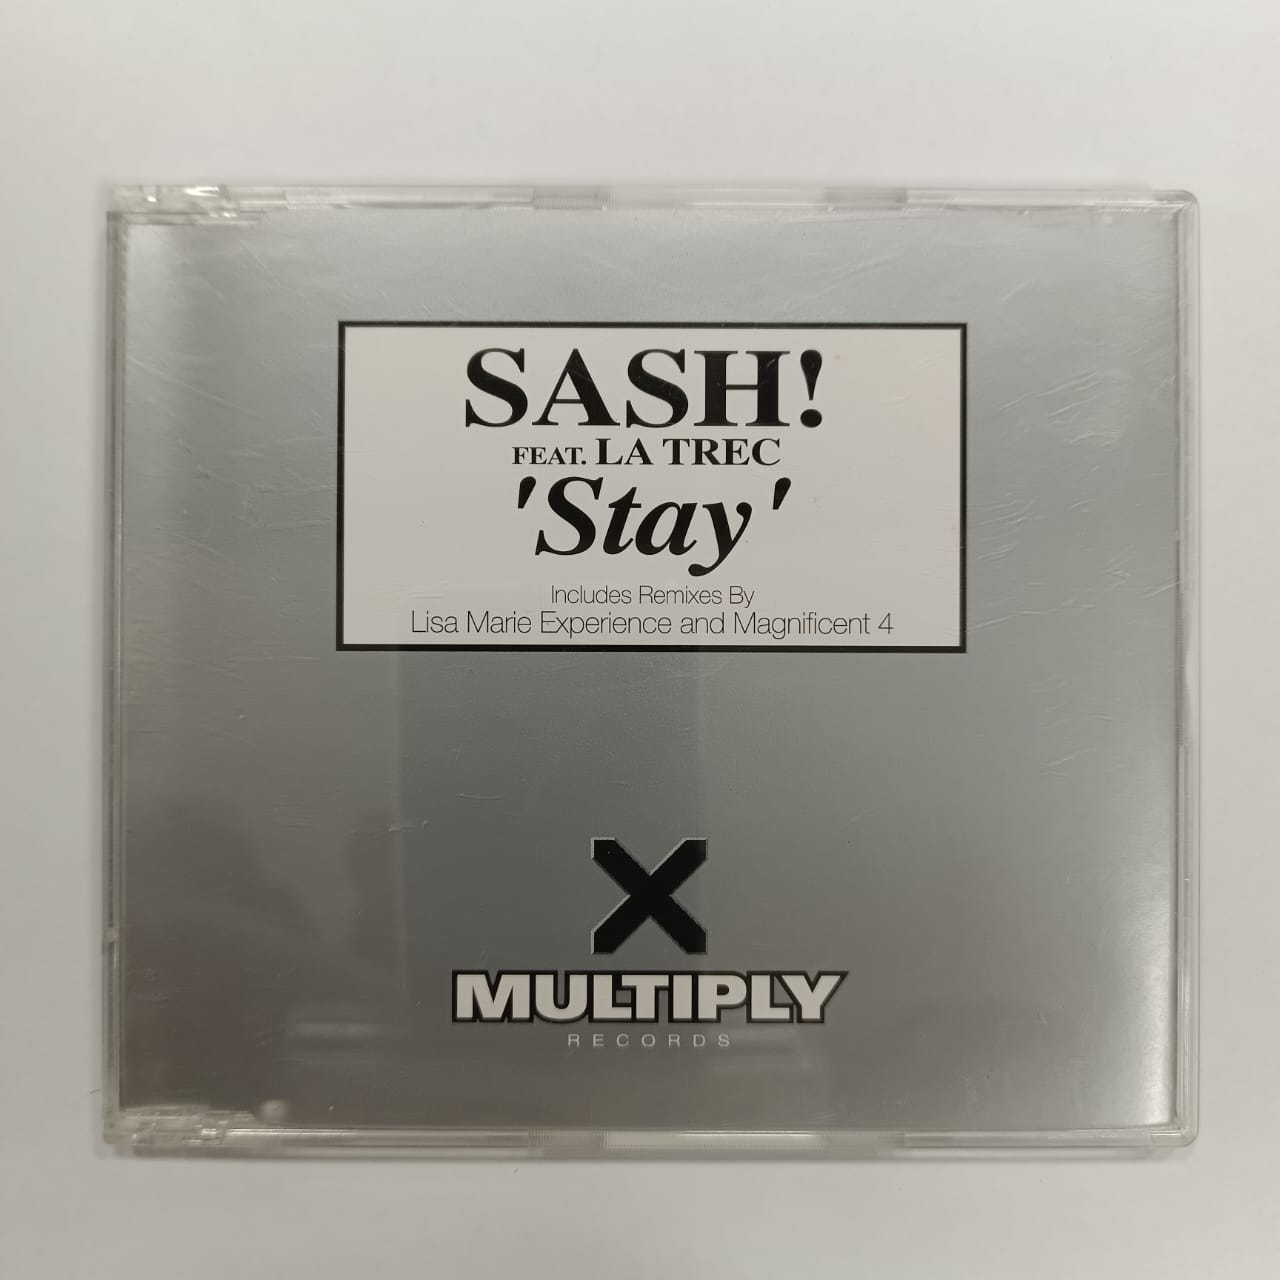 SASH!
FEAT. LA TREC
'Stay'
Includes Remixes By
Lisa Marie Experience and Magnificent 4
X
MULTIPLY
RECORDS